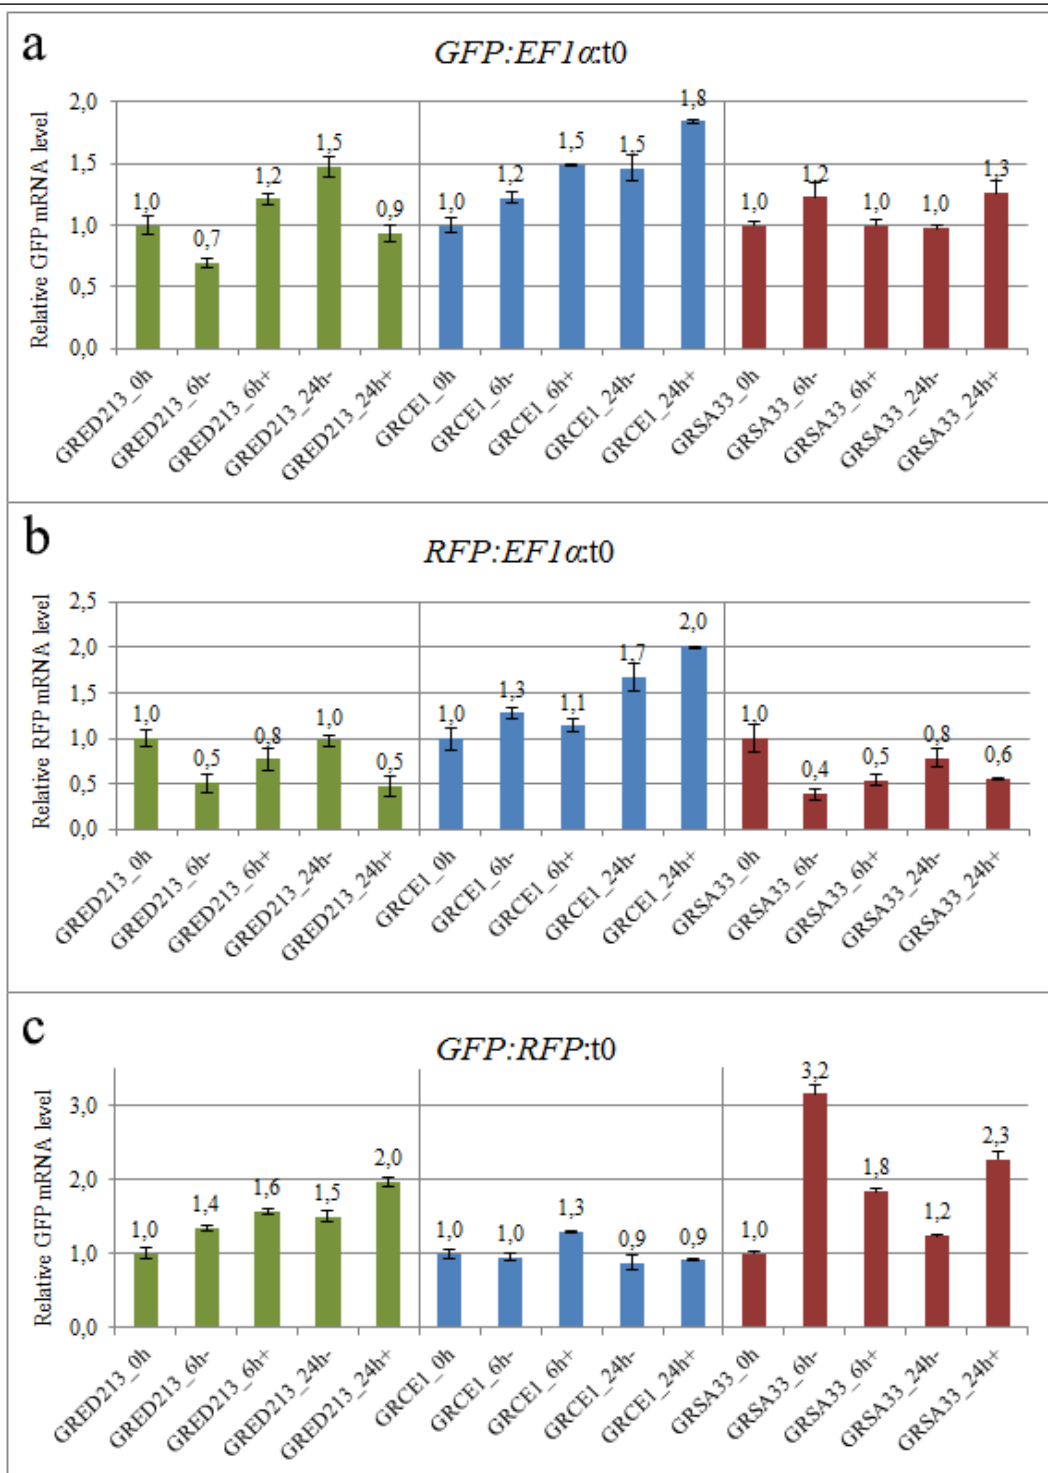 a
GFP:EF1α:t0
Relative GFP mRNA level
2,0
1,5
1,0
0,5
0,0
1,0
0,7
1,2
1,5
0,9
1,0
1,2
1,5
1,5
1,8
1,0
1,2
1,0
1,0
1,3
GRED213_0h
GRED213_6h-
GRED213_6h+
GRED213_24h-
GRED213_24h+
GRCE1_0h
GRCE1_6h-
GRCE1_6h+
GRCE1_24h-
GRCE1_24h+
GRSA33_0h
GRSA33_6h-
GRSA33_6h+
GRSA33_24h-
GRSA33_24h+
b
RFP:EF1α:t0
Relative RFP mRNA level
2,5
2,0
1,5
1,0
0,5
0,0
1,0
0,5
0,8
1,0
0,5
1,0
1,3
1,1
1,7
2,0
1,0
0,4
0,5
0,8
0,6
GRED213_0h
GRED213_6h-
GRED213_6h+
GRED213_24h-
GRED213_24h+
GRCE1_0h
GRCE1_6h-
GRCE1_6h+
GRCE1_24h-
GRCE1_24h+
GRSA33_0h
GRSA33_6h-
GRSA33_6h+
GRSA33_24h-
GRSA33_24h+
c
GFP:RFP:t0
Relative GFP mRNA level
3,0
2,0
1,0
0,0
1,0
1,4
1,6
1,5
2,0
1,0
1,0
1,3
0,9
0,9
1,0
3,2
1,8
1,2
2,3
GRED213_0h
GRED213_6h-
GRED213_6h+
GRED213_24h-
GRED213_24h+
GRCE1_0h
GRCE1_6h-
GRCE1_6h+
GRCE1_24h-
GRCE1_24h+
GRSA33_0h
GRSA33_6h-
GRSA33_6h+
GRSA33_24h-
GRSA33_24h+